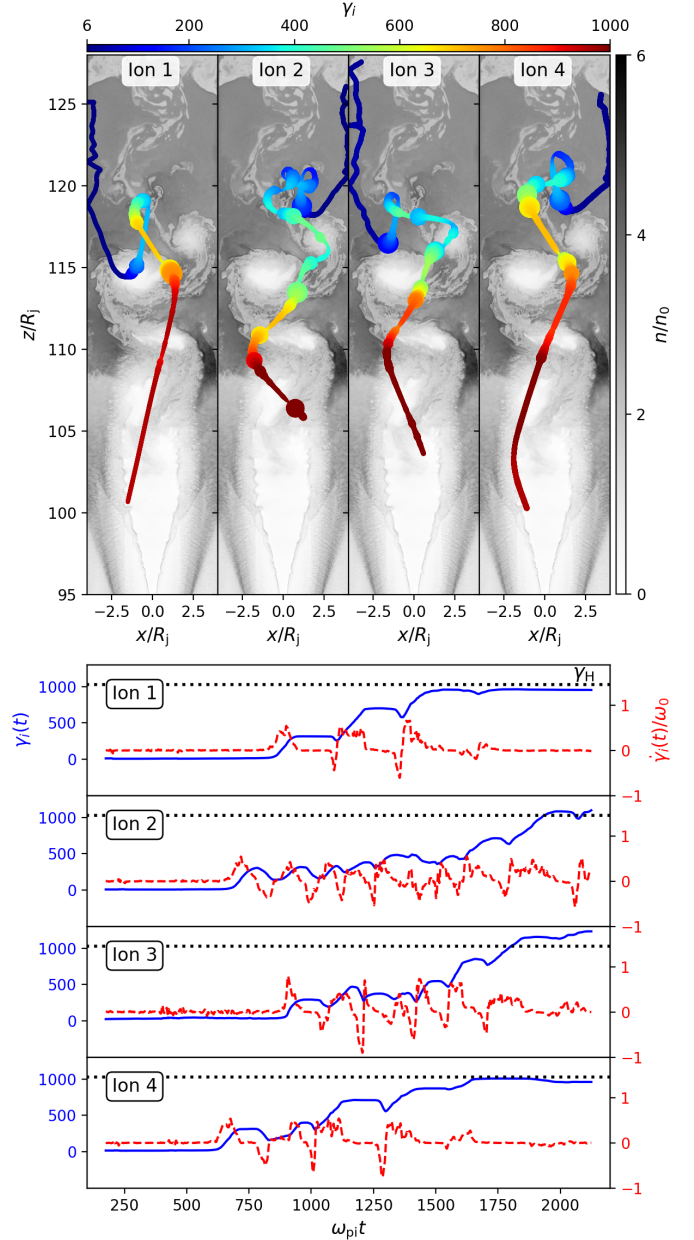 γi
6 200 400 600 800 1000
Ion 1 Ion 2 Ion 3 Ion 4
125
120
115
110
105
100
95
z/Rj
6
4
2
0
n/n0
−2.5 0.0 2.5 −2.5 0.0 2.5 −2.5 0.0 2.5 −2.5 0.0 2.5
x/Rj x/Rj x/Rj x/Rj
γH
Ion 1
1000
500
0
γi(t)
1
0
−1
γ̇i(t)/ω0
Ion 2
1000
500
0
1
0
−1
Ion 3
1000
500
0
1
0
−1
Ion 4
1000
500
0
1
0
−1
250 500 750 1000 1250 1500 1750 2000
ωpit